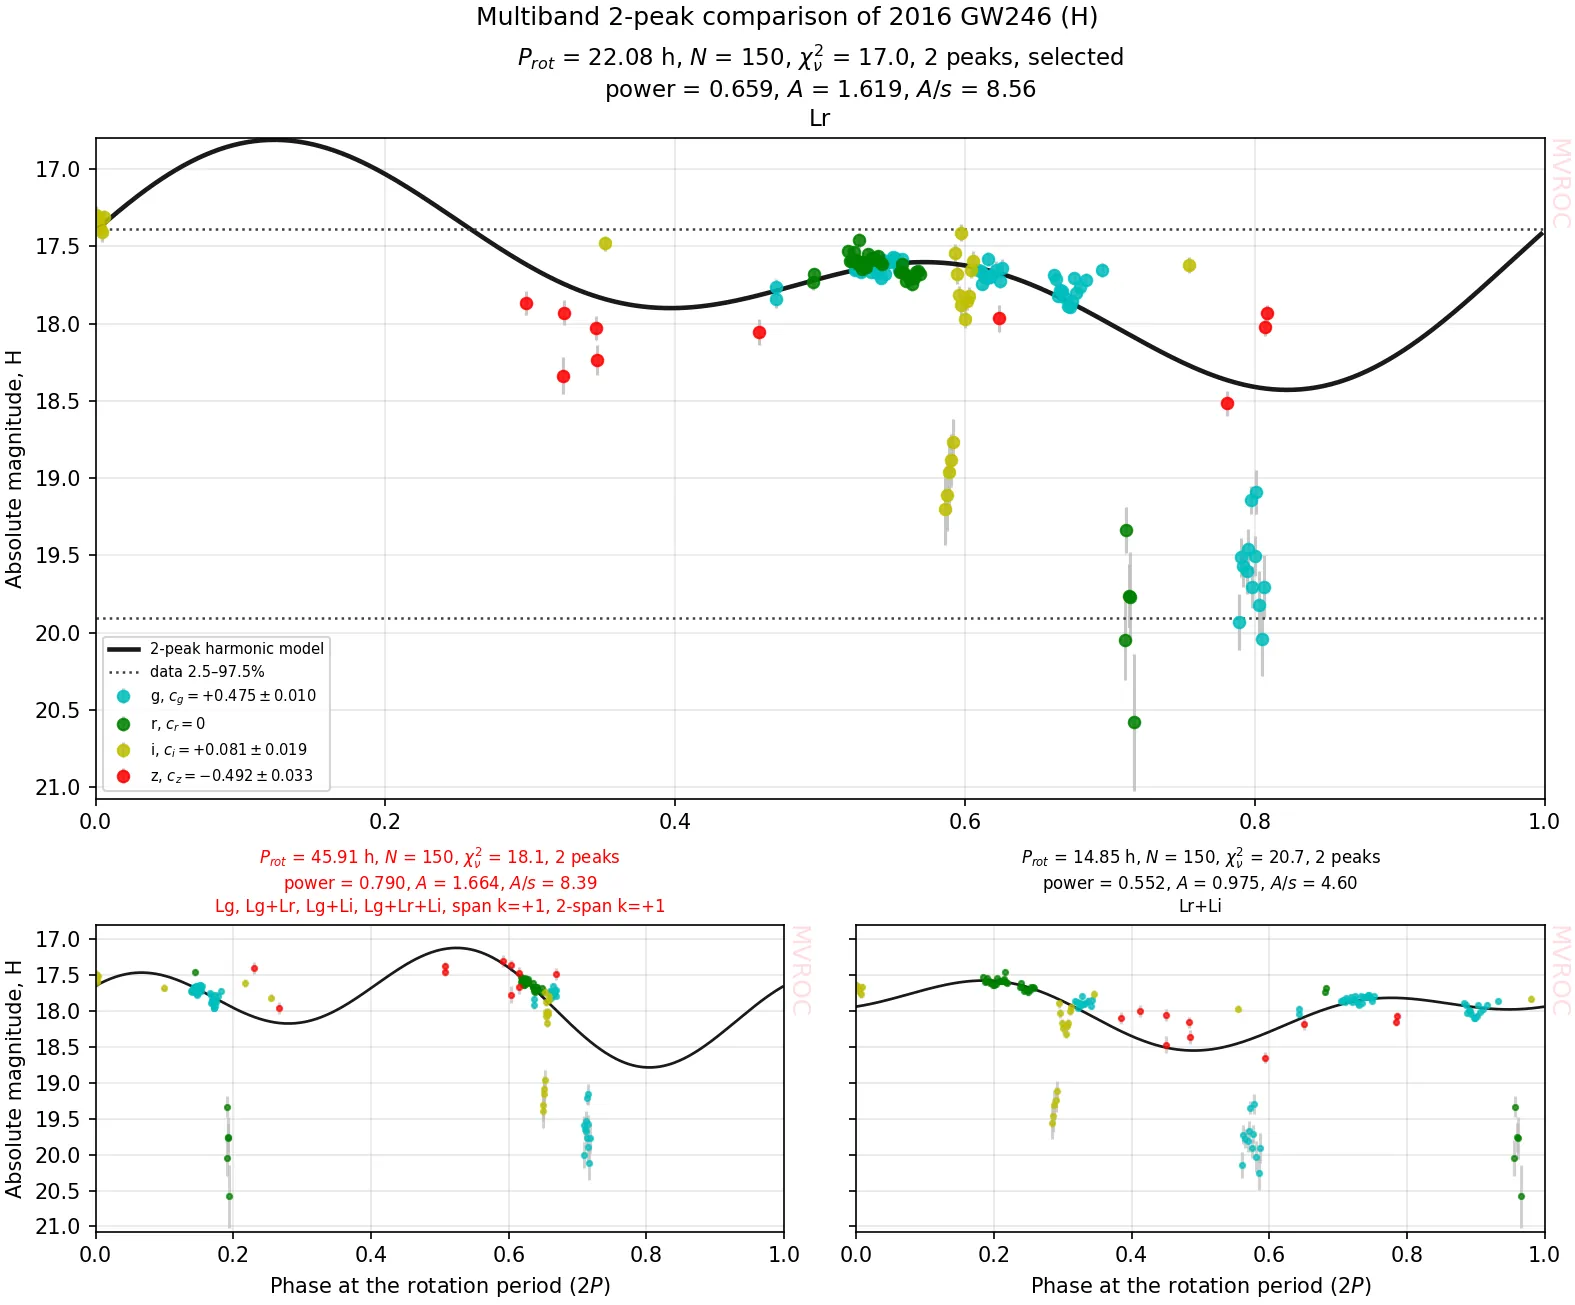 Multiband 2-peak comparison of 2016 GW246 (H)
P_rot = 22.08 h, N = 150, χ²_ν = 17.0, 2 peaks, selected
power = 0.659, A = 1.619, A/s = 8.56
Lr
MVROC
Absolute magnitude, H
17.0
17.5
18.0
18.5
19.0
19.5
20.0
20.5
21.0
2-peak harmonic model
data 2.5–97.5%
g, c_g = +0.475 ± 0.010
r, c_r = 0
i, c_i = +0.081 ± 0.019
z, c_z = −0.492 ± 0.033
0.0 0.2 0.4 0.6 0.8 1.0
P_rot = 45.91 h, N = 150, χ²_ν = 18.1, 2 peaks
power = 0.790, A = 1.664, A/s = 8.39
Lg, Lg+Lr, Lg+Li, Lg+Lr+Li, span k=+1, 2-span k=+1
MVROC
Absolute magnitude, H
17.0
17.5
18.0
18.5
19.0
19.5
20.0
20.5
21.0
0.0 0.2 0.4 0.6 0.8 1.0
Phase at the rotation period (2P)
P_rot = 14.85 h, N = 150, χ²_ν = 20.7, 2 peaks
power = 0.552, A = 0.975, A/s = 4.60
Lr+Li
MVROC
0.0 0.2 0.4 0.6 0.8 1.0
Phase at the rotation period (2P)